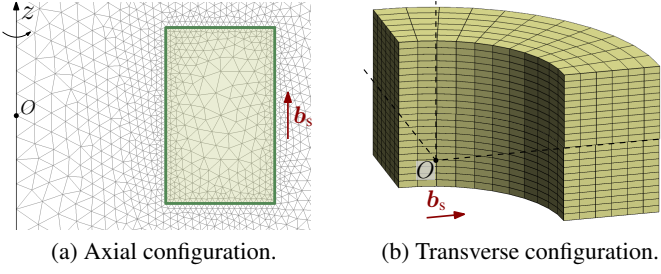 z
O
b_s
(a) Axial configuration.
O
b_s
(b) Transverse configuration.